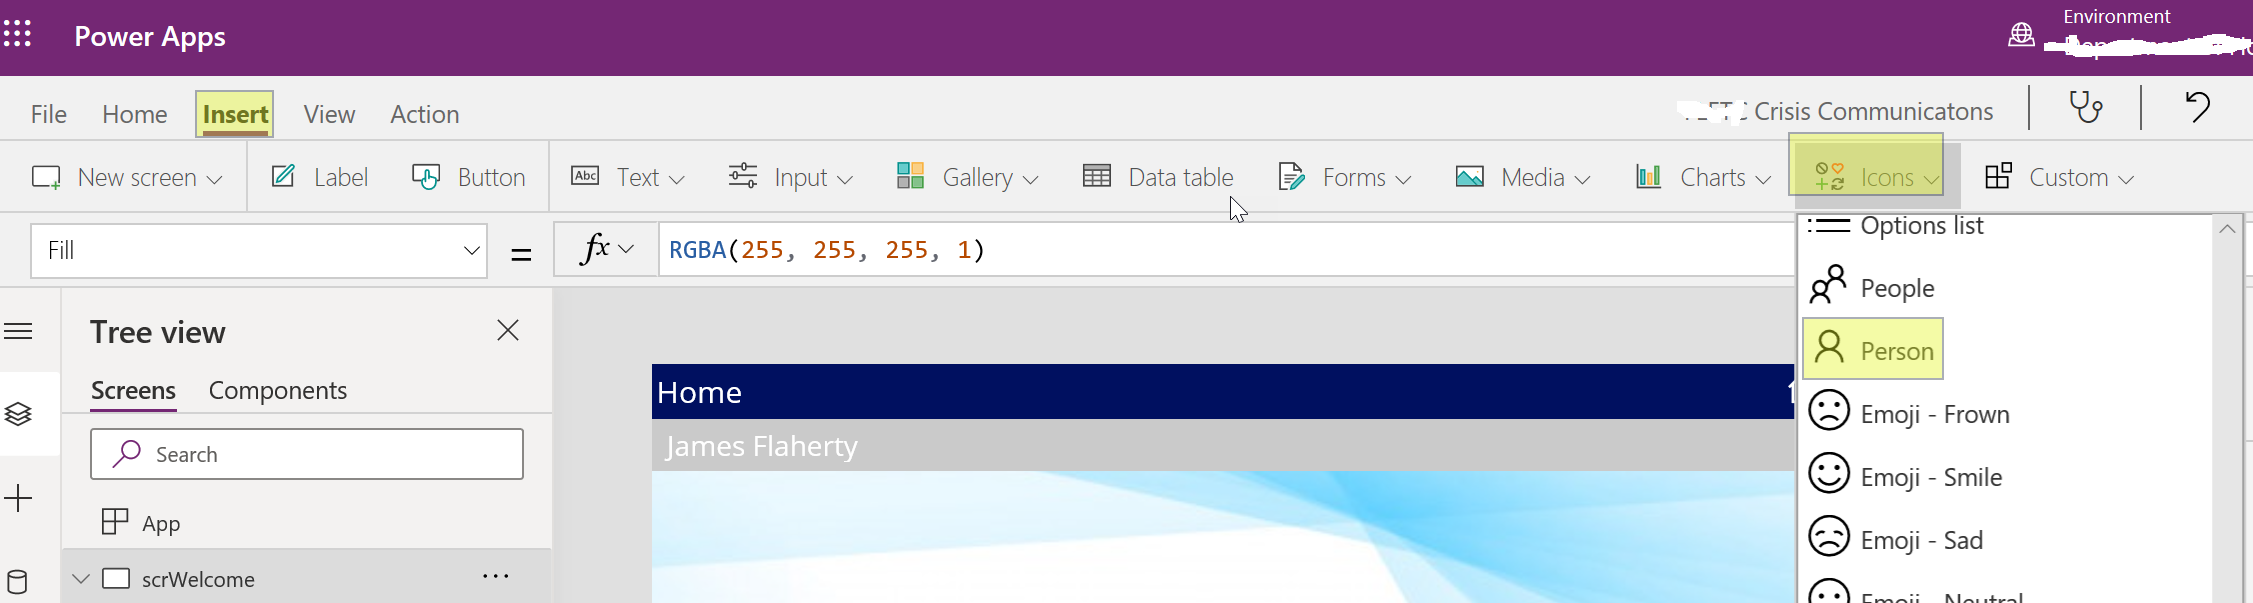 Power Apps
Environment
File Home Insert View Action
Crisis Communicatons
New screen Label Button Abc Text Input Gallery Data table Forms Media Charts Icons Custom
Fill = fx RGBA(255, 255, 255, 1)
Options list
People
Person
Emoji - Frown
Emoji - Smile
Emoji - Sad
Emoji - Neutral
Tree view
Screens Components
Search
App
scrWelcome
Home
James Flaherty